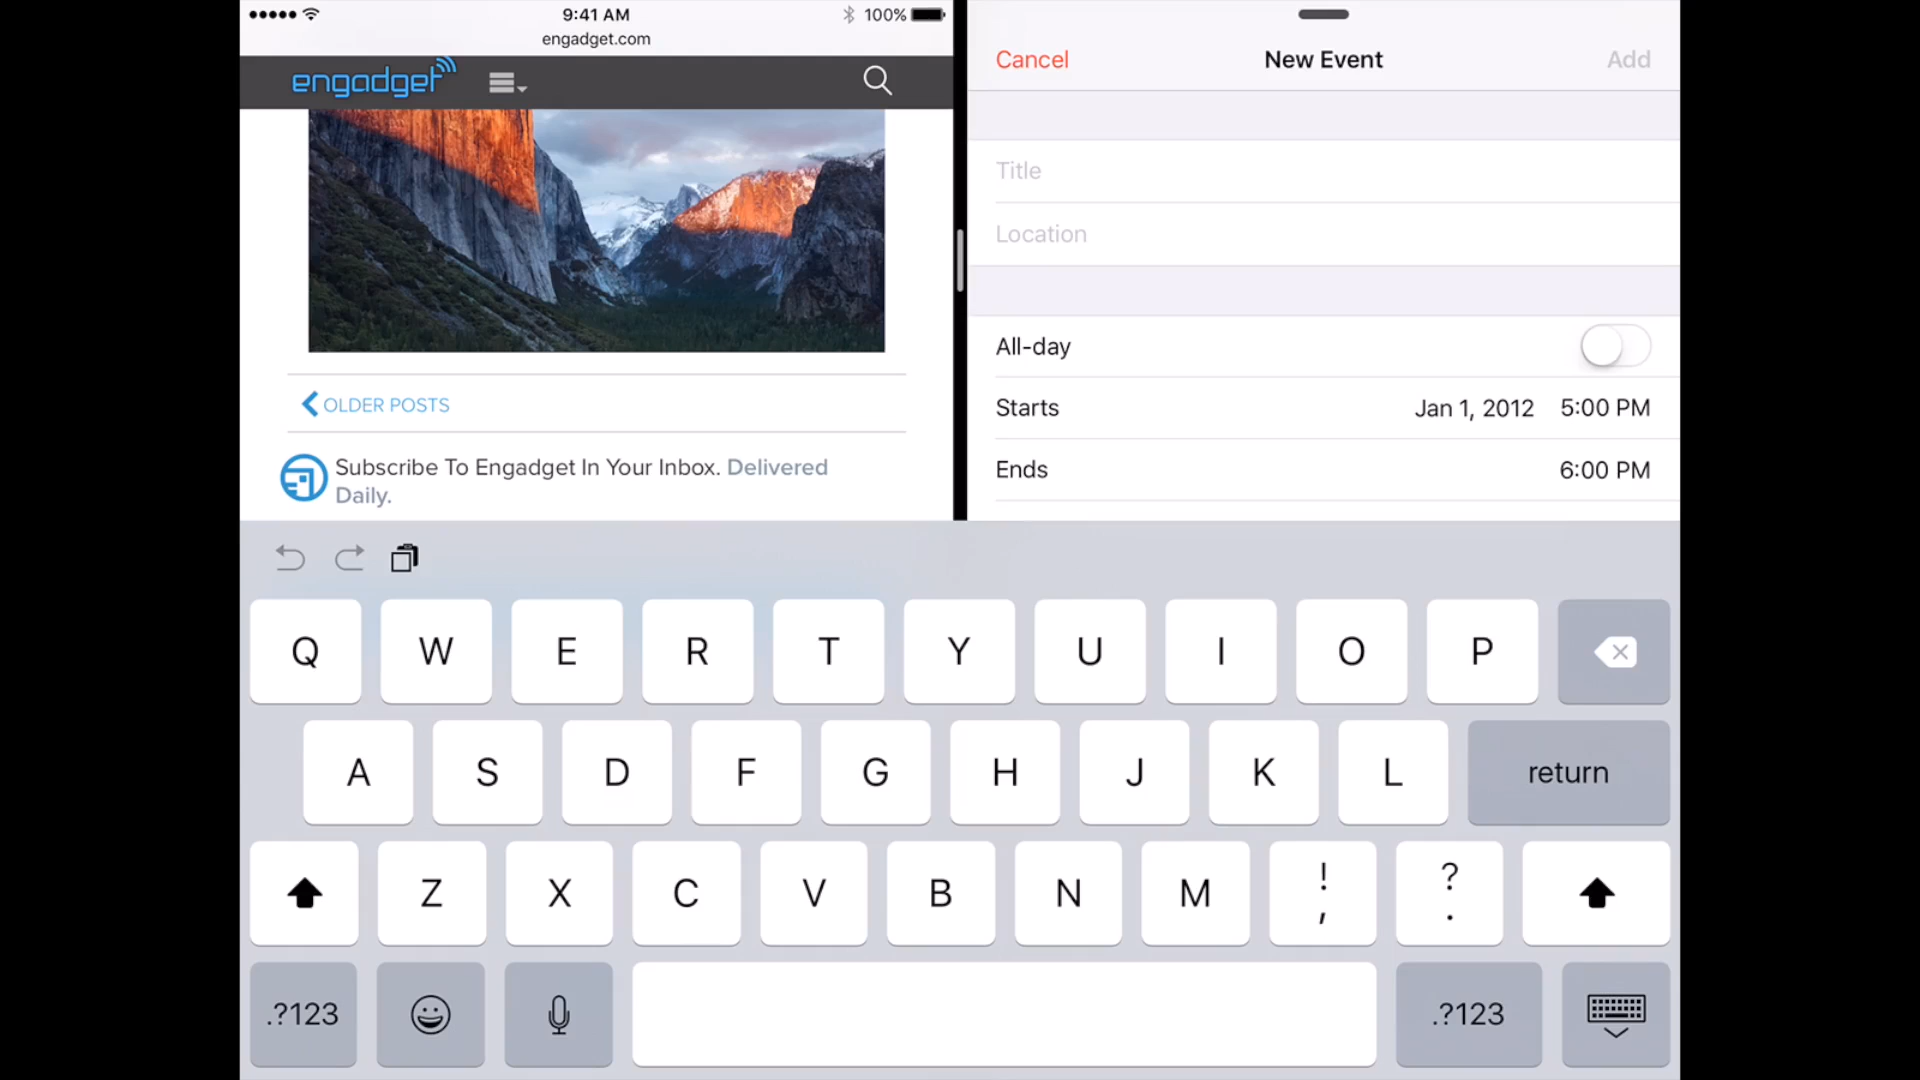 9:41 AM
100%
engadget.com
engadget
OLDER POSTS
Subscribe To Engadget In Your Inbox. Delivered
Daily.
Cancel
New Event
Add
Title
Location
All-day
Starts
Jan 1, 2012 5:00 PM
Ends
6:00 PM
Q W E R T Y U I O P
A S D F G H J K L return
Z X C V B N M ! , ? .
.?123 .?123